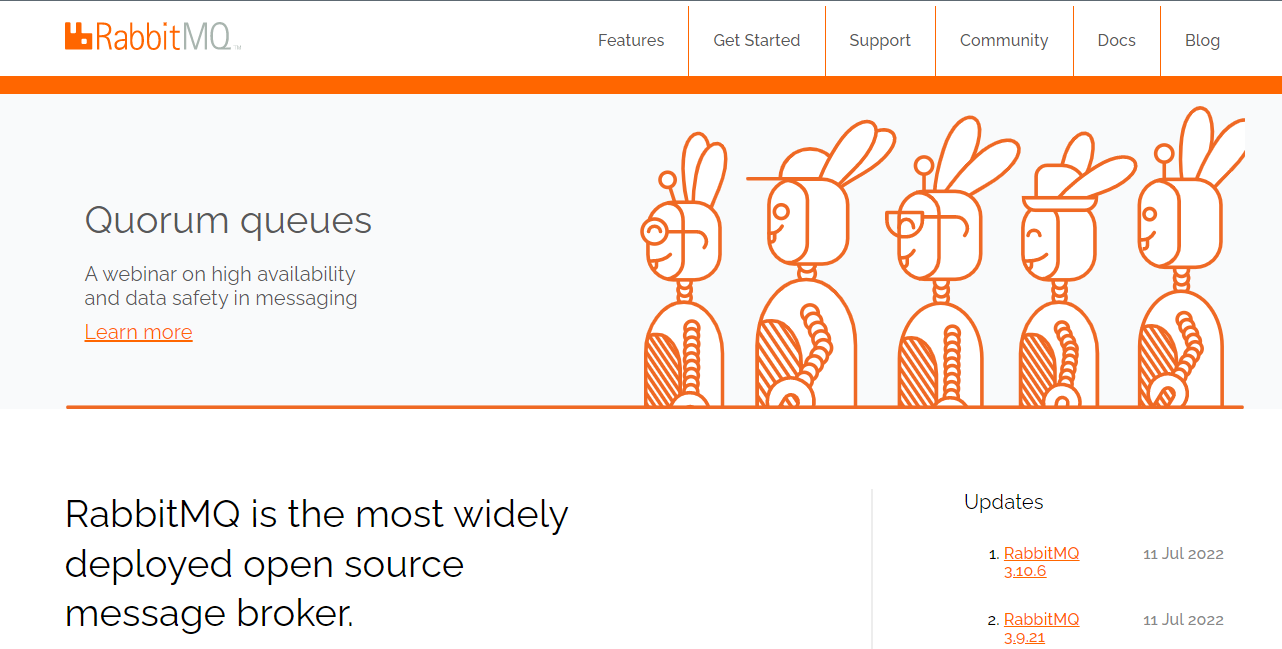 RabbitMQ™
Features
Get Started
Support
Community
Docs
Blog
Quorum queues
A webinar on high availability
and data safety in messaging
Learn more
RabbitMQ is the most widely
deployed open source
message broker.
Updates
1. RabbitMQ 11 Jul 2022
3.10.6
2. RabbitMQ 11 Jul 2022
3.9.21